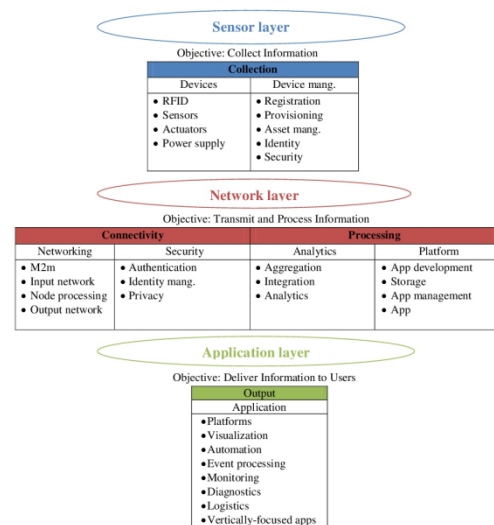 Sensor layer
Objective: Collect Information
Collection
Devices Device mang.
• RFID • Registration
• Sensors • Provisioning
• Actuators • Asset mang.
• Power supply • Identity
• Security
Network layer
Objective: Transmit and Process Information
Connectivity Processing
Networking Security Analytics Platform
• M2m • Authentication • Aggregation • App development
• Input network • Identity mang. • Integration • Storage
• Node processing • Privacy • Analytics • App management
• Output network • App
Application layer
Objective: Deliver Information to Users
Output
Application
•Platforms
•Visualization
•Automation
•Event processing
•Monitoring
•Diagnostics
•Logistics
•Vertically-focused apps